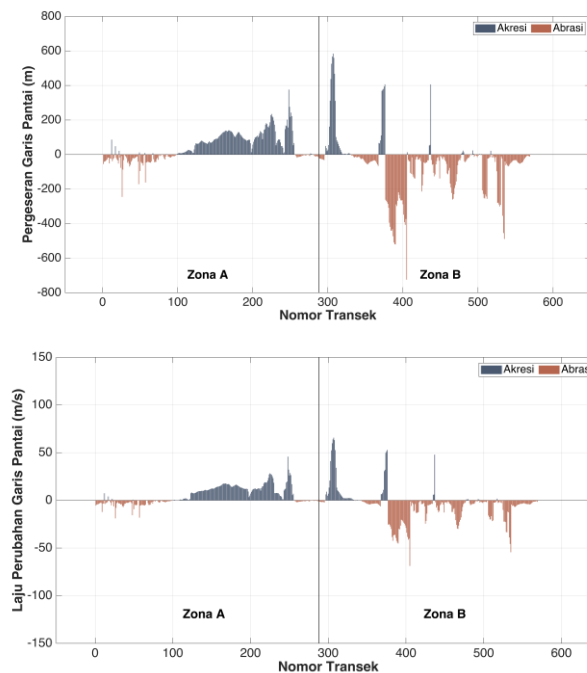 Akresi Abrasi
800
600
400
200
0
-200
-400
-600
-800
Pergeseran Garis Pantai (m)
Zona A Zona B
0 100 200 300 400 500 600
Nomor Transek
Akresi Abrasi
150
100
50
0
-50
-100
-150
Laju Perubahan Garis Pantai (m/s)
Zona A Zona B
0 100 200 300 400 500 600
Nomor Transek